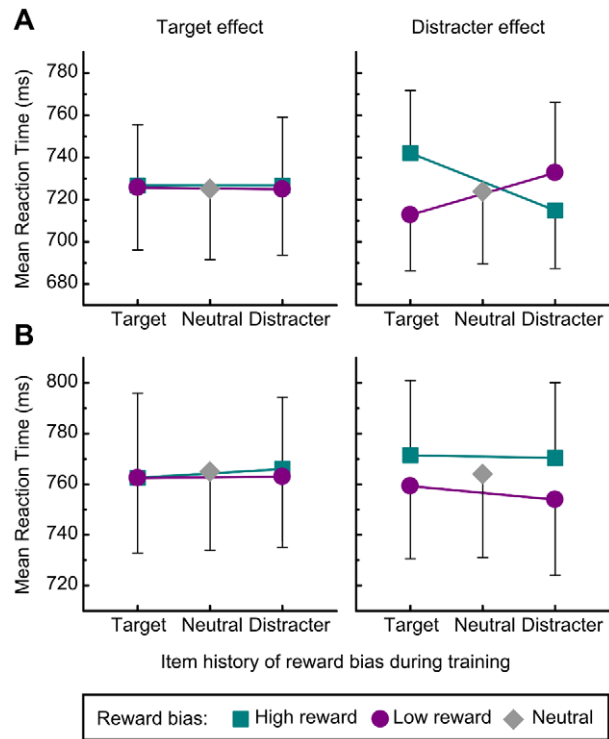 A
Target effect
Distracter effect
Mean Reaction Time (ms)
780
760
740
720
700
680
Target Neutral Distracter
Target Neutral Distracter
B
Mean Reaction Time (ms)
800
780
760
740
720
Target Neutral Distracter
Target Neutral Distracter
Item history of reward bias during training
Reward bias: High reward Low reward Neutral